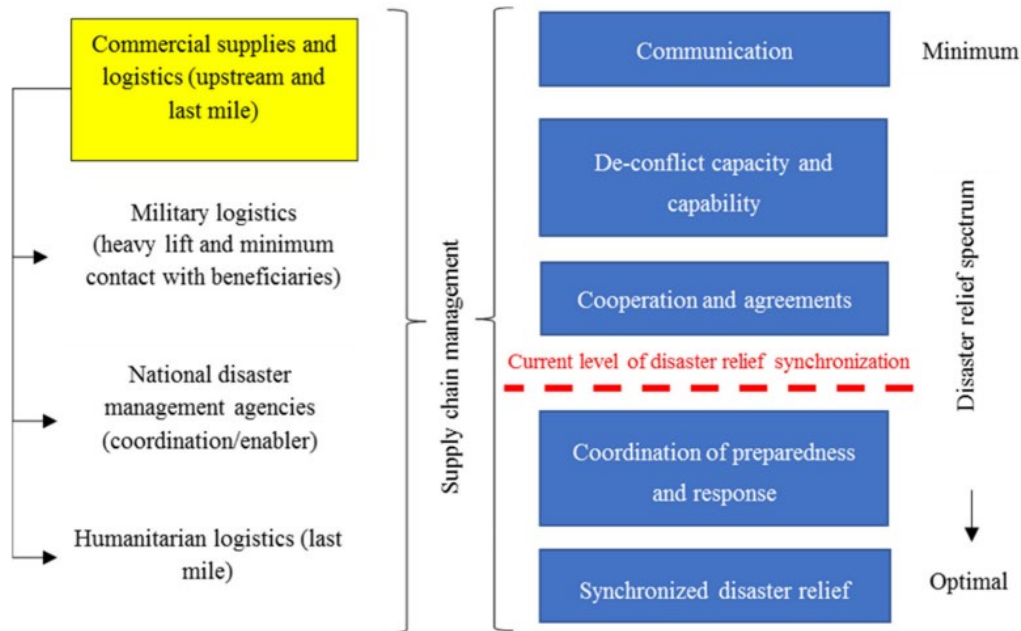 Commercial supplies and
logistics (upstream and
last mile)
Military logistics
(heavy lift and minimum
contact with beneficiaries)
National disaster
management agencies
(coordination/enabler)
Humanitarian logistics (last
mile)
Supply chain management
Communication
De-conflict capacity and
capability
Cooperation and agreements
Current level of disaster relief synchronization
Coordination of preparedness
and response
Synchronized disaster relief
Minimum
Disaster relief spectrum
Optimal